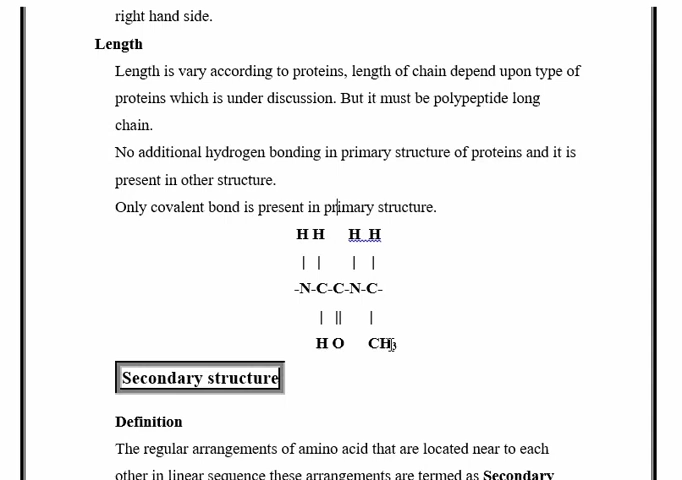 right hand side.
Length
Length is vary according to proteins, length of chain depend upon type of
proteins which is under discussion. But it must be polypeptide long
chain.
No additional hydrogen bonding in primary structure of proteins and it is
present in other structure.
Only covalent bond is present in primary structure.
H H H H
| | | |
-N-C-C-N-C-
| || |
H O CH3
Secondary structure
Definition
The regular arrangements of amino acid that are located near to each
other in linear sequence these arrangements are termed as Secondary